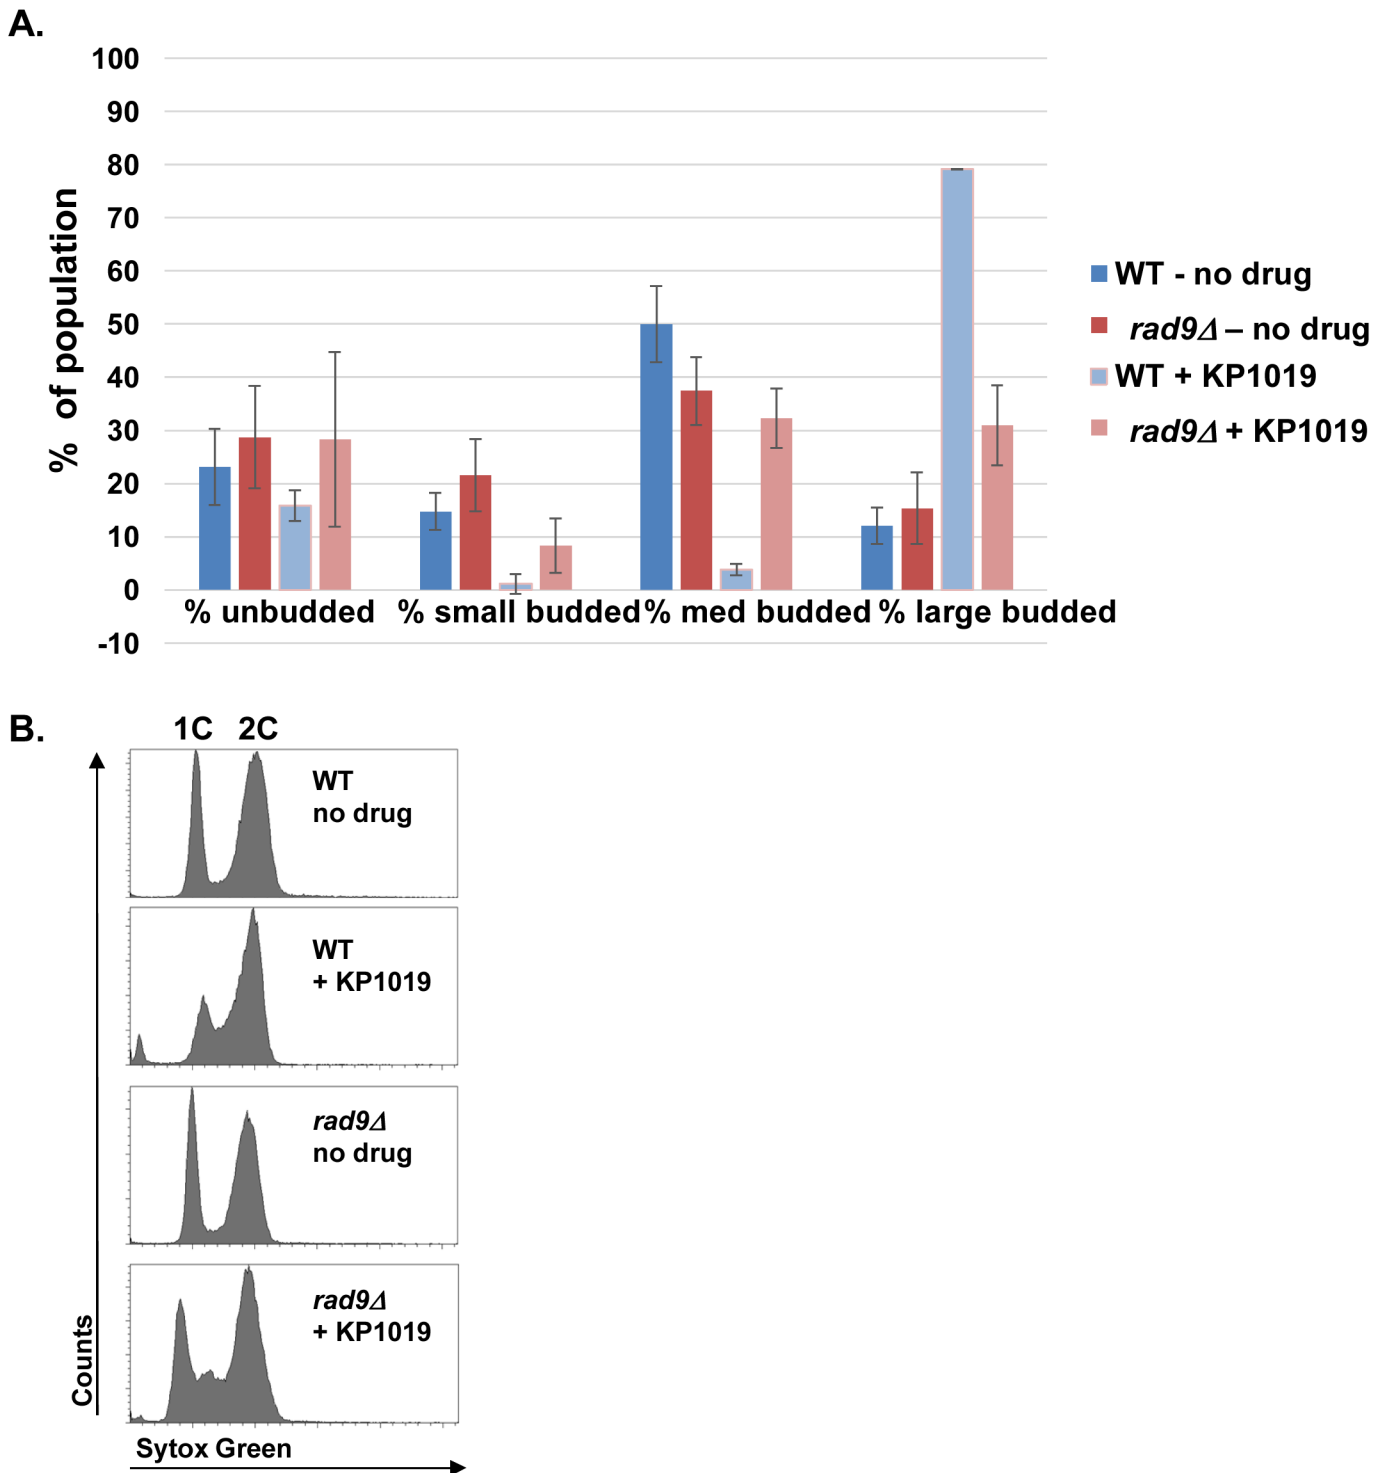 A.
100
90
80
70
60
50
40
30
20
10
0
-10
% of population
% unbudded % small budded % med budded % large budded
WT - no drug
rad9Δ – no drug
WT + KP1019
rad9Δ + KP1019
B.
1C 2C
WT
no drug
WT
+ KP1019
rad9Δ
no drug
rad9Δ
+ KP1019
Counts
Sytox Green